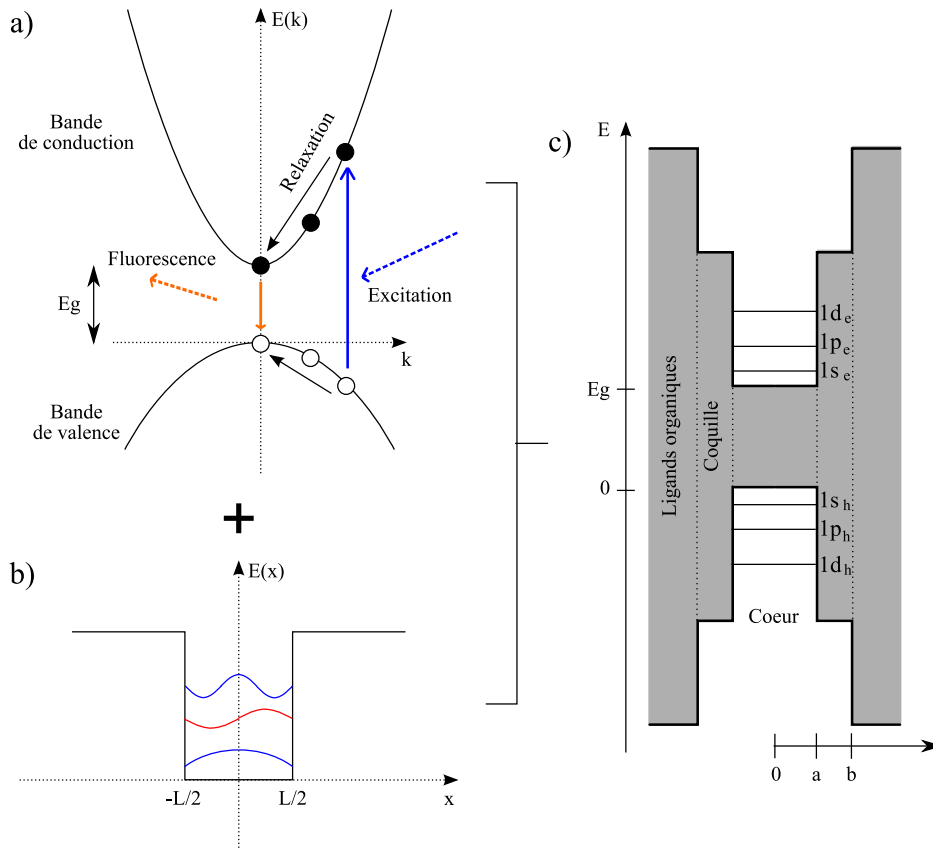 a)
E(k)
Bande
de conduction
Relaxation
Fluorescence
Excitation
Eg
k
Bande
de valence
+
b)
E(x)
-L/2
L/2
x
c)
E
Ligands organiques
Coquille
1d e
1p e
1s e
Eg
0
1s h
1p h
1d h
Coeur
0
a
b